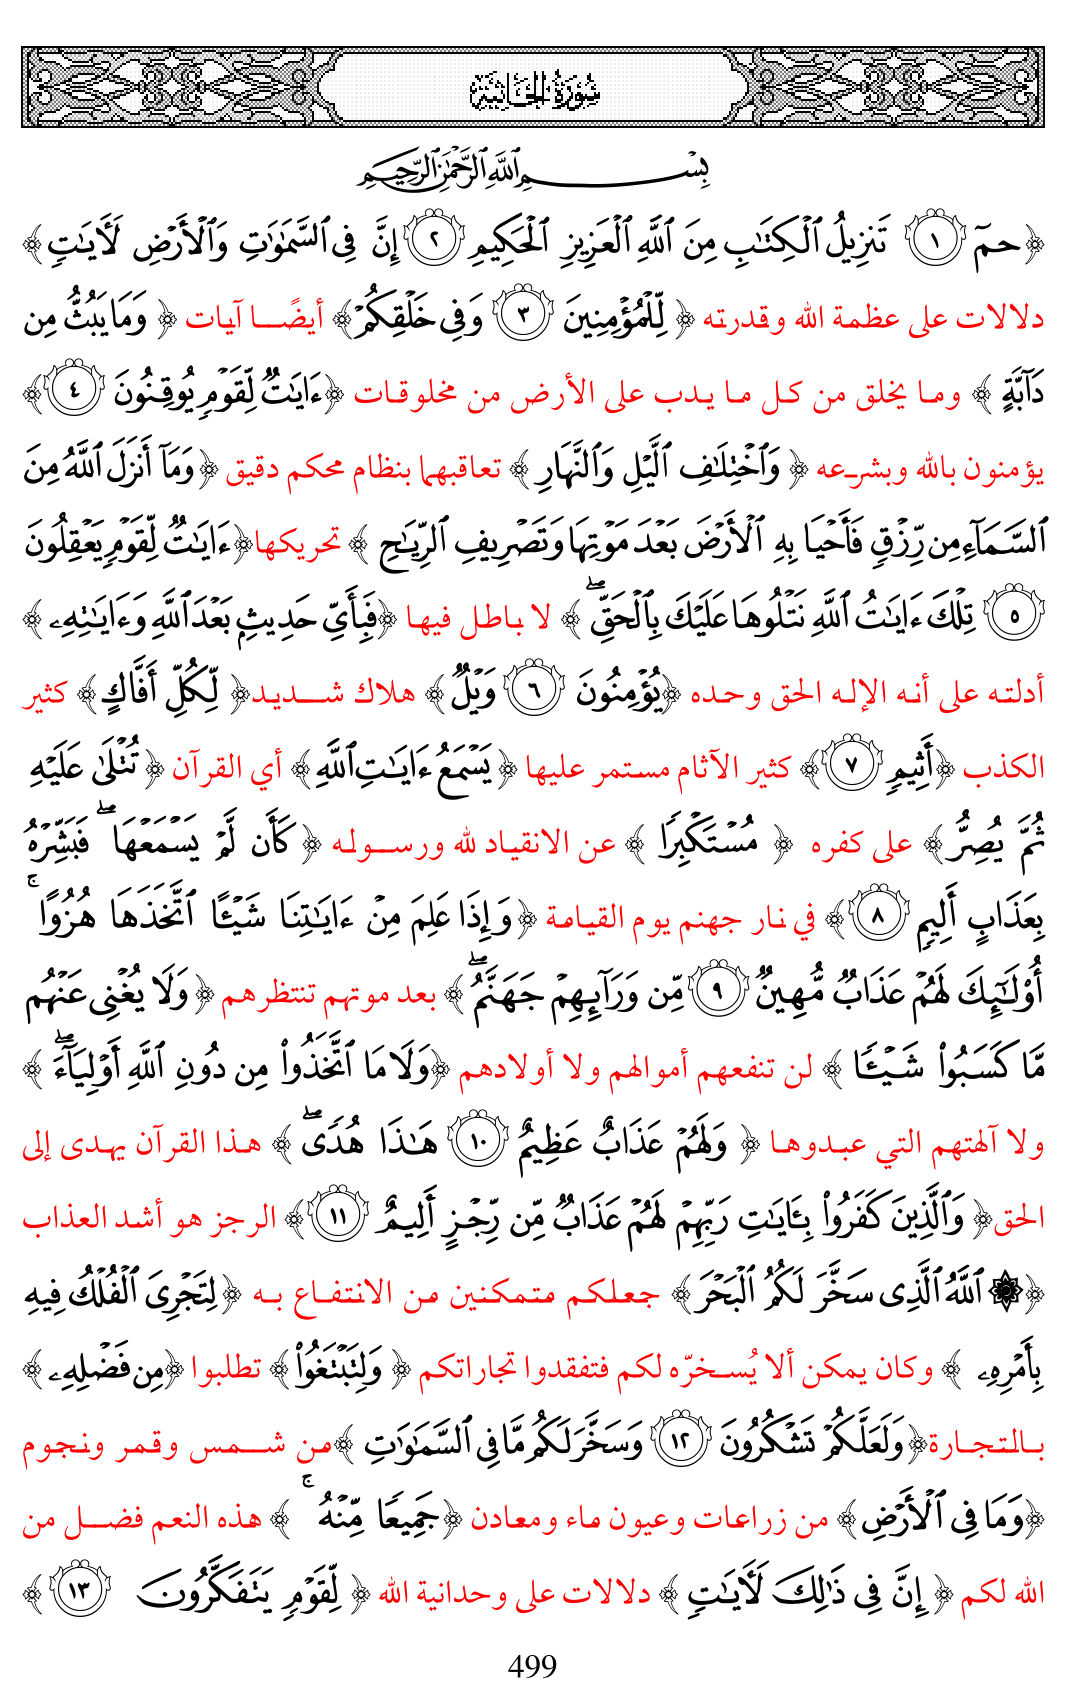 سُورَةُ الجَاثِيَة
بِسْمِ اللَّهِ الرَّحْمَٰنِ الرَّحِيمِ
﴿حمٓ ١ تَنزِيلُ ٱلْكِتَٰبِ مِنَ ٱللَّهِ ٱلْعَزِيزِ ٱلْحَكِيمِ ٢ إِنَّ فِى ٱلسَّمَٰوَٰتِ وَٱلْأَرْضِ لَءَايَٰتٍ﴾
دلالات على عظمة الله وقدرته ﴿لِّلْمُؤْمِنِينَ ٣ وَفِى خَلْقِكُمْ﴾ أيضًا آيات ﴿وَمَا يَبُثُّ مِن
دَآبَّةٍ﴾ وما يخلق من كل ما يدب على الأرض من مخلوقات ﴿ءَايَٰتٌ لِّقَوْمٍ يُوقِنُونَ ٤﴾
يؤمنون بالله وبشرعه ﴿وَٱخْتِلَٰفِ ٱلَّيْلِ وَٱلنَّهَارِ﴾ تعاقبهما بنظام محكم دقيق ﴿وَمَآ أَنزَلَ ٱللَّهُ مِنَ
ٱلسَّمَآءِ مِن رِّزْقٍ فَأَحْيَا بِهِ ٱلْأَرْضَ بَعْدَ مَوْتِهَا وَتَصْرِيفِ ٱلرِّيَٰحِ﴾ تحريكها﴿ءَايَٰتٌ لِّقَوْمٍ يَعْقِلُونَ
٥ تِلْكَ ءَايَٰتُ ٱللَّهِ نَتْلُوهَا عَلَيْكَ بِٱلْحَقِّ ۖ﴾ لا باطل فيها ﴿فَبِأَىِّ حَدِيثٍ بَعْدَ ٱللَّهِ وَءَايَٰتِهِۦ﴾
أدلته على أنه الإله الحق وحده ﴿يُؤْمِنُونَ ٦ وَيْلٌ﴾ هلاك شديد﴿لِّكُلِّ أَفَّاكٍ﴾ كثير
الكذب ﴿أَثِيمٍ ٧﴾ كثير الآثام مستمر عليها ﴿يَسْمَعُ ءَايَٰتِ ٱللَّهِ﴾ أي القرآن ﴿تُتْلَىٰ عَلَيْهِ
ثُمَّ يُصِرُّ﴾ على كفره ﴿مُسْتَكْبِرًا﴾ عن الانقياد لله ورسوله ﴿كَأَن لَّمْ يَسْمَعْهَا ۖ فَبَشِّرْهُ
بِعَذَابٍ أَلِيمٍ ٨﴾ في نار جهنم يوم القيامة ﴿وَإِذَا عَلِمَ مِنْ ءَايَٰتِنَا شَيْـًٔا ٱتَّخَذَهَا هُزُوًا ۚ
أُو۟لَٰٓئِكَ لَهُمْ عَذَابٌ مُّهِينٌ ٩ مِّن وَرَآئِهِمْ جَهَنَّمُ ۖ﴾ بعد موتهم تنتظرهم ﴿وَلَا يُغْنِى عَنْهُم
مَّا كَسَبُوا۟ شَيْـًٔا﴾ لن تنفعهم أموالهم ولا أولادهم ﴿وَلَا مَا ٱتَّخَذُوا۟ مِن دُونِ ٱللَّهِ أَوْلِيَآءَ ۖ﴾
ولا آلهتهم التي عبدوها ﴿وَلَهُمْ عَذَابٌ عَظِيمٌ ١٠ هَٰذَا هُدًى ۖ﴾ هذا القرآن يهدى إلى
الحق﴿وَٱلَّذِينَ كَفَرُوا۟ بِـَٔايَٰتِ رَبِّهِمْ لَهُمْ عَذَابٌ مِّن رِّجْزٍ أَلِيمٌ ١١﴾ الرجز هو أشد العذاب
﴿۞ ٱللَّهُ ٱلَّذِى سَخَّرَ لَكُمُ ٱلْبَحْرَ﴾ جعلكم متمكنين من الانتفاع به ﴿لِتَجْرِىَ ٱلْفُلْكُ فِيهِ
بِأَمْرِهِۦ﴾ وكان يمكن ألا يُسخرّه لكم فتفقدوا تجاراتكم ﴿وَلِتَبْتَغُوا۟﴾ تطلبوا ﴿مِن فَضْلِهِۦ﴾
بالتجارة﴿وَلَعَلَّكُمْ تَشْكُرُونَ ١٢ وَسَخَّرَ لَكُم مَّا فِى ٱلسَّمَٰوَٰتِ﴾من شمس وقمر ونجوم
﴿وَمَا فِى ٱلْأَرْضِ﴾ من زراعات وعيون ماء ومعادن ﴿جَمِيعًا مِّنْهُ ۚ﴾ هذه النعم فضل من
الله لكم ﴿إِنَّ فِى ذَٰلِكَ لَءَايَٰتٍ﴾ دلالات على وحدانية الله ﴿لِّقَوْمٍ يَتَفَكَّرُونَ ١٣﴾
499